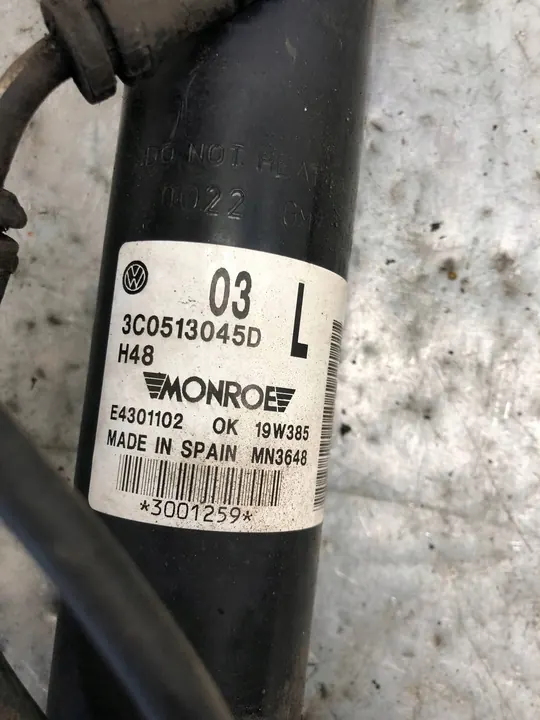 DO NOT HEAT
0022
03 L
3C0513045D
H48
MONROE
E4301102 OK 19W385
MADE IN SPAIN MN3648
*3001259*